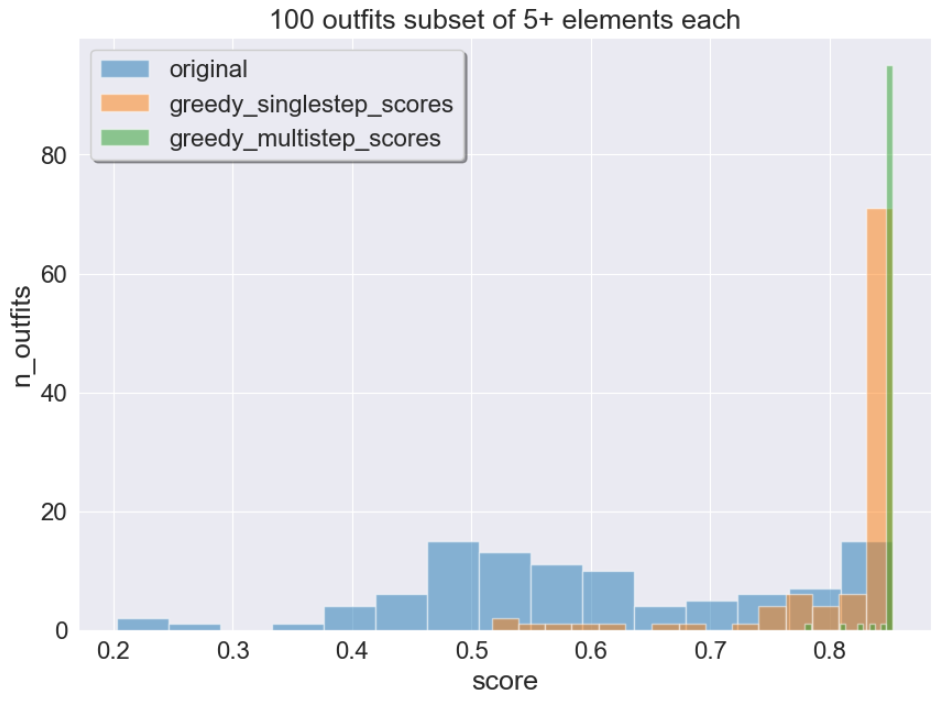 100 outfits subset of 5+ elements each
original
greedy_singlestep_scores
greedy_multistep_scores
n_outfits
80
60
40
20
0
0.2 0.3 0.4 0.5 0.6 0.7 0.8
score